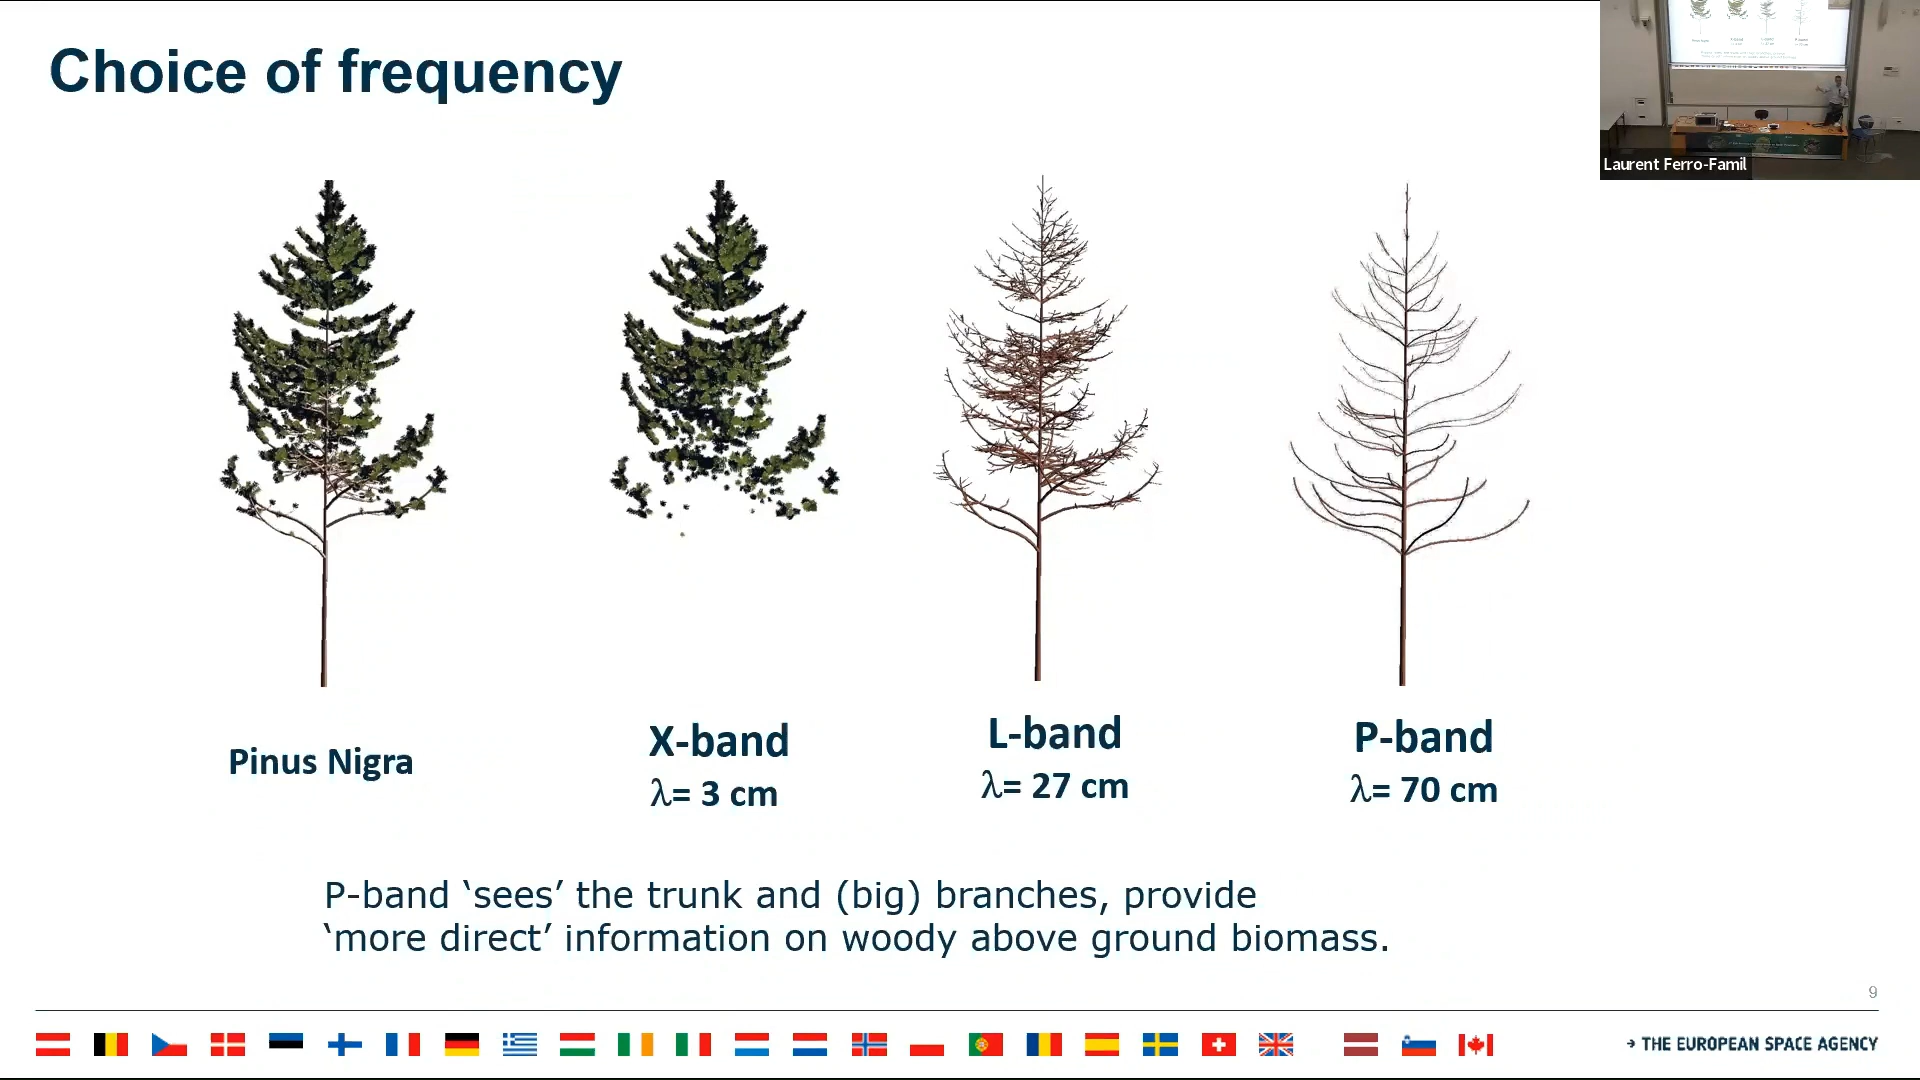 Choice of frequency
Laurent Ferro-Famil
Pinus Nigra
X-band
λ= 3 cm
L-band
λ= 27 cm
P-band
λ= 70 cm
P-band ‘sees’ the trunk and (big) branches, provide
‘more direct’ information on woody above ground biomass.
9
→ THE EUROPEAN SPACE AGENCY